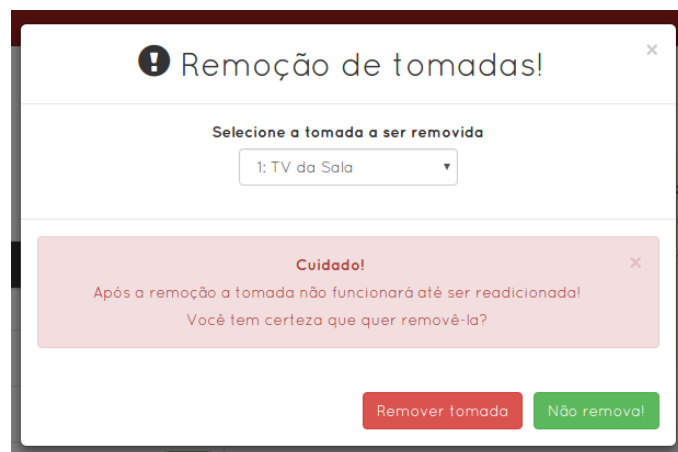 Remoção de tomadas!
×
Selecione a tomada a ser removida
1: TV da Sala
Cuidado!
×
Após a remoção a tomada não funcionará até ser readicionada!
Você tem certeza que quer removê-la?
Remover tomada
Não remova!